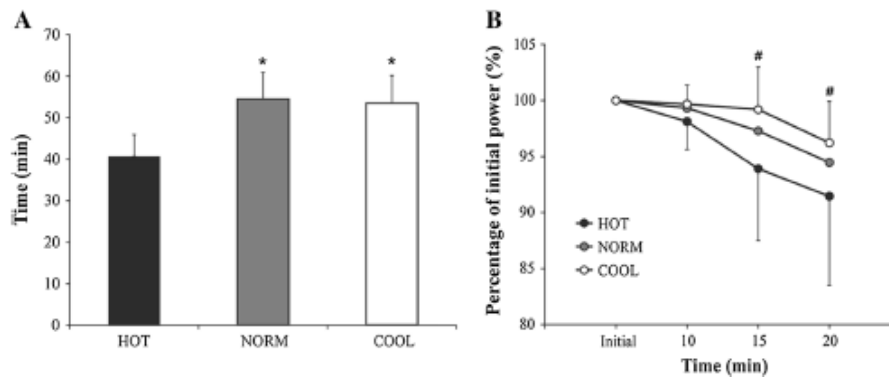 A
Time (min)
70
60
50
40
30
20
10
0
*
*
HOT
NORM
COOL
B
Percentage of initial power (%)
105
100
95
90
85
80
#
#
HOT
NORM
COOL
Initial
10
15
20
Time (min)